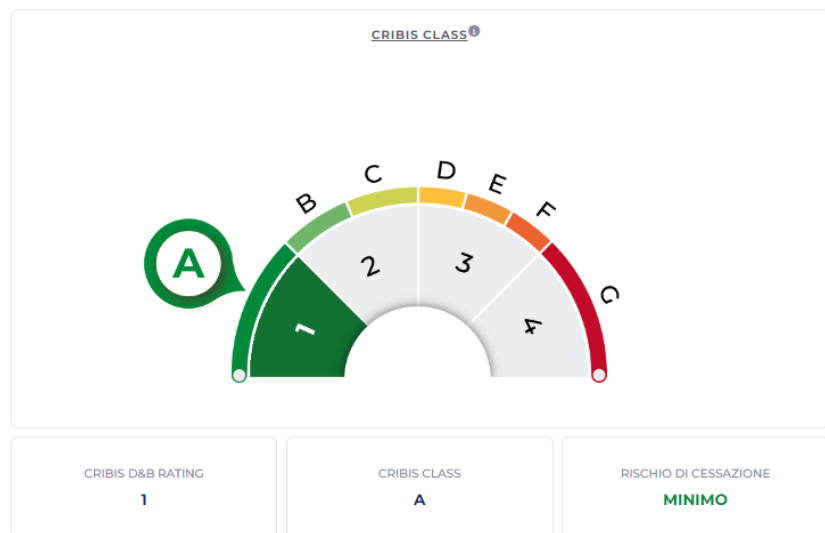 CRIBIS CLASS
A
B
C
D
E
F
G
1
2
3
4
CRIBIS D&B RATING
1
CRIBIS CLASS
A
RISCHIO DI CESSAZIONE
MINIMO